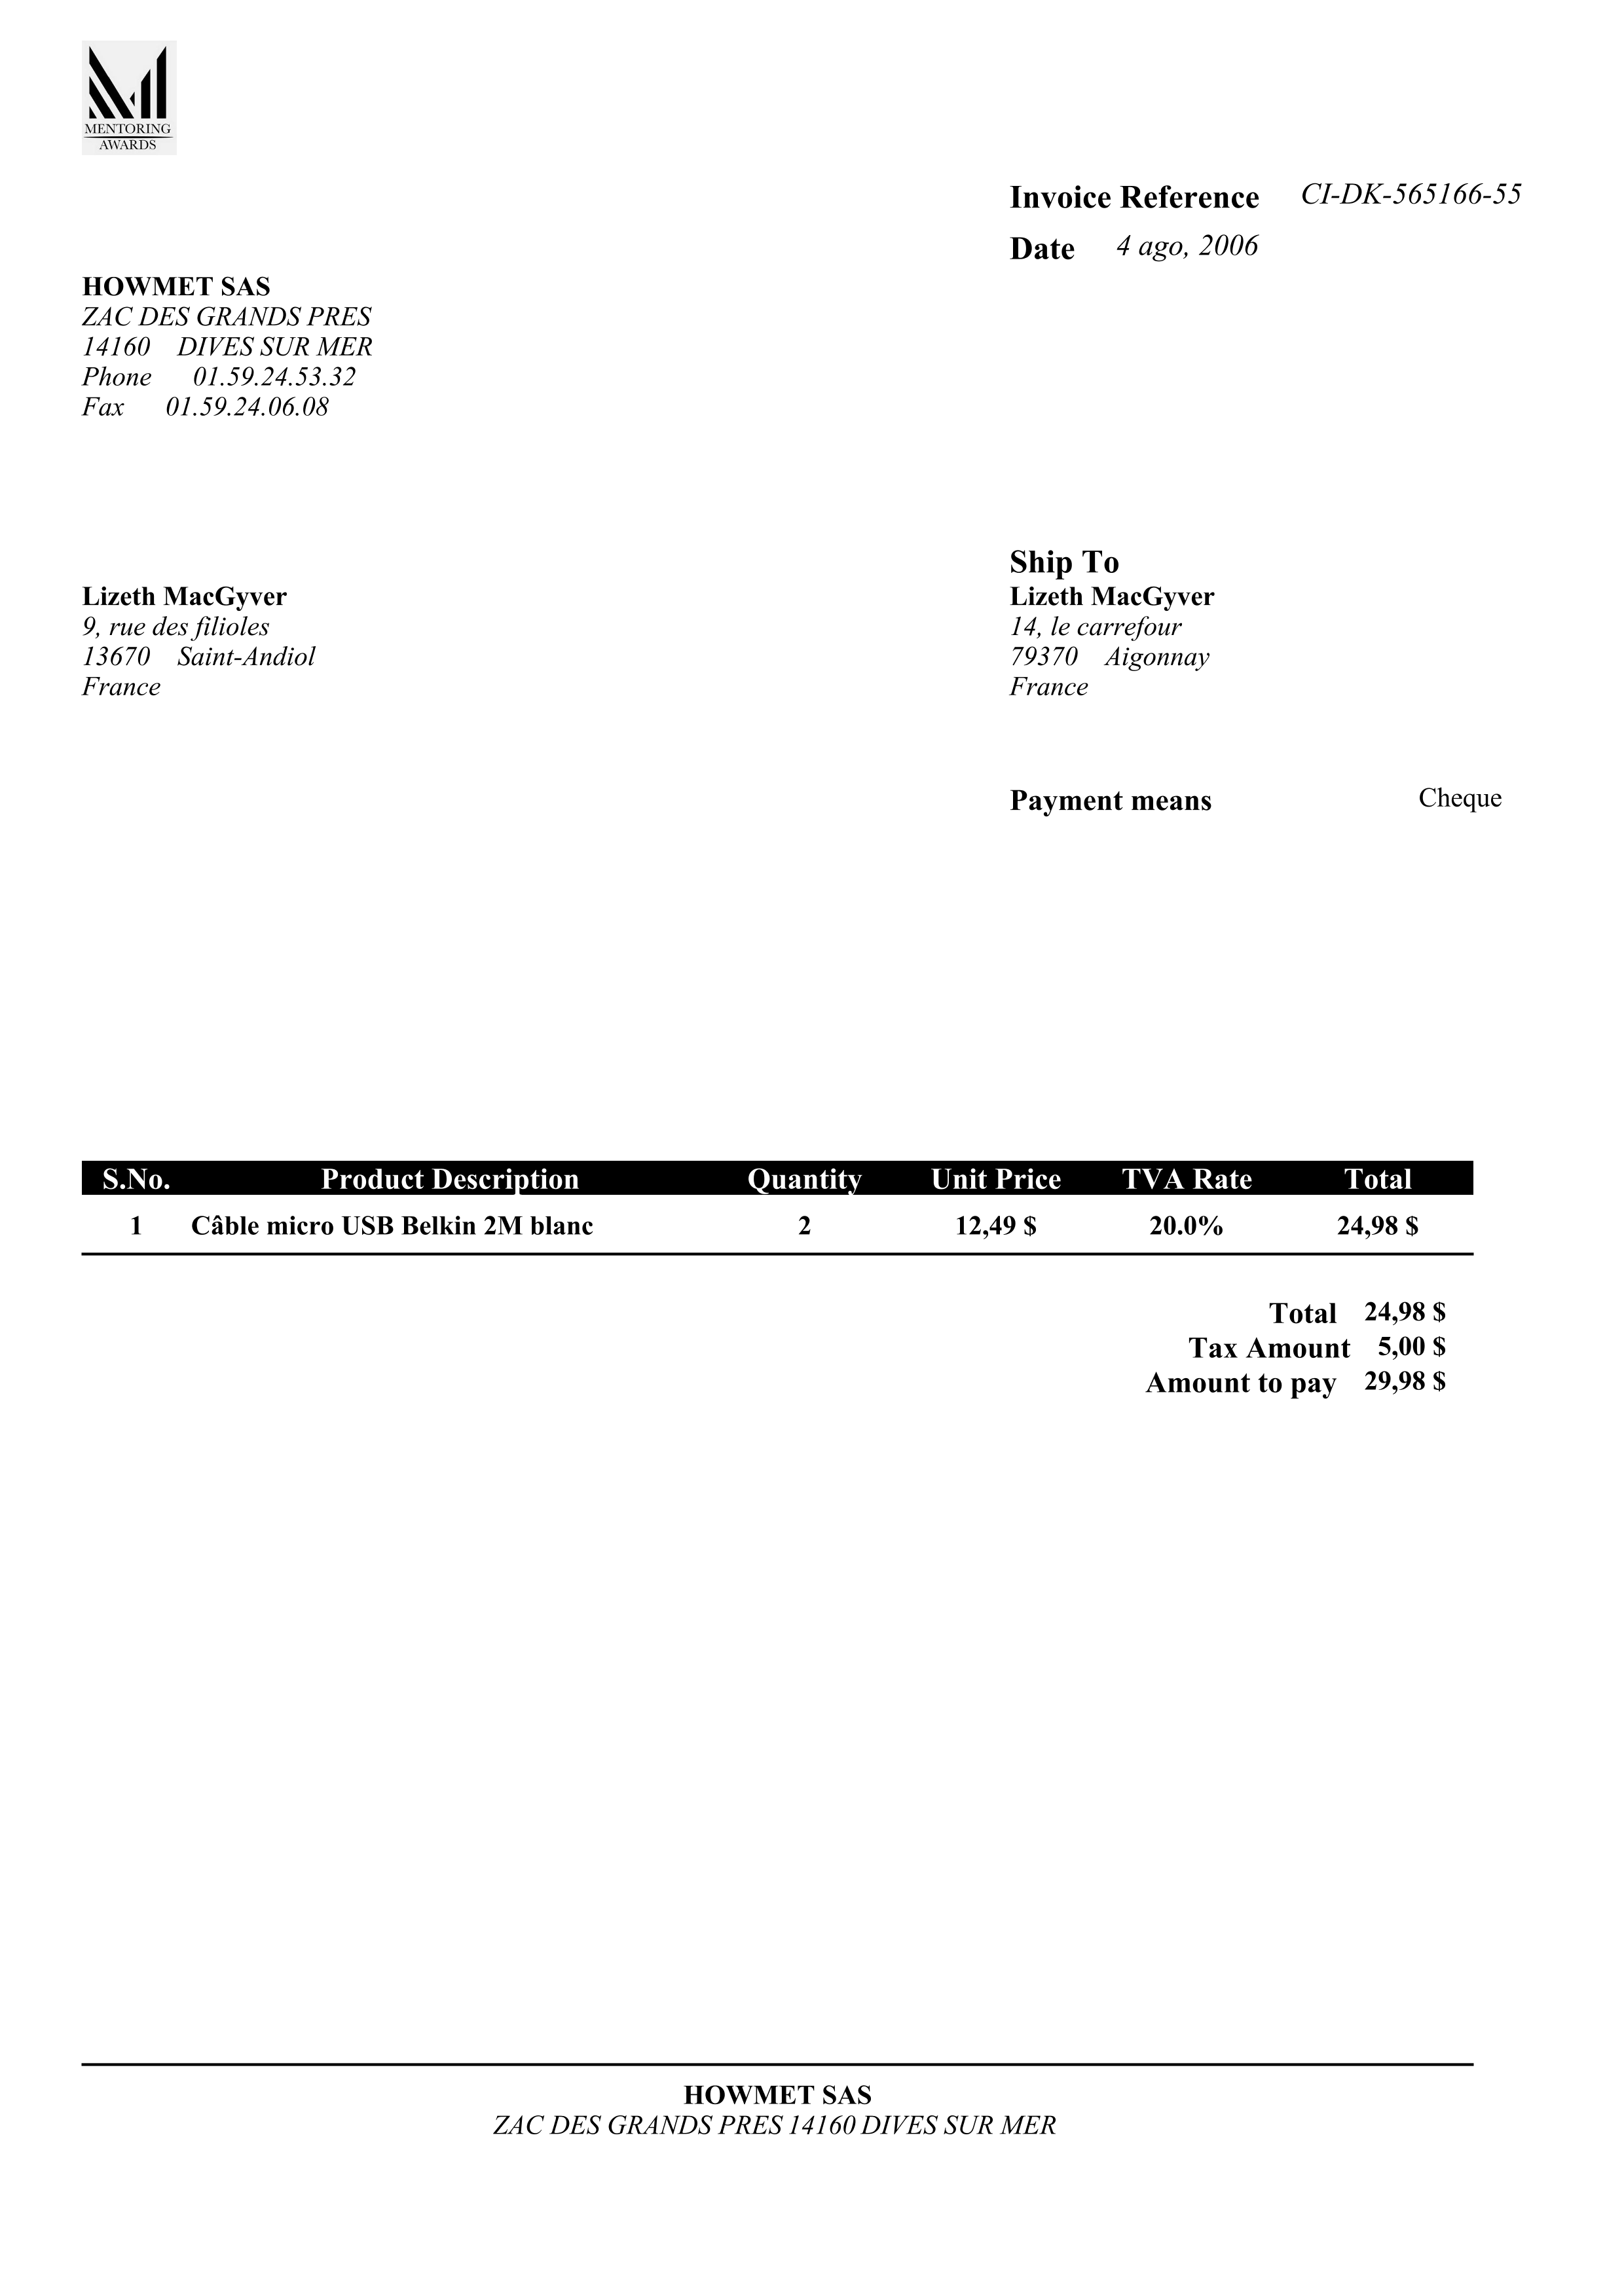 MENTORING
AWARDS
Invoice Reference CI-DK-565166-55
Date 4 ago, 2006
HOWMET SAS
ZAC DES GRANDS PRES
14160 DIVES SUR MER
Phone 01.59.24.53.32
Fax 01.59.24.06.08
Lizeth MacGyver
9, rue des filioles
13670 Saint-Andiol
France
Ship To
Lizeth MacGyver
14, le carrefour
79370 Aigonnay
France
Payment means Cheque
S.No. Product Description Quantity Unit Price TVA Rate Total
1 Câble micro USB Belkin 2M blanc 2 12,49 $ 20.0% 24,98 $
Total 24,98 $
Tax Amount 5,00 $
Amount to pay 29,98 $
HOWMET SAS
ZAC DES GRANDS PRES 14160 DIVES SUR MER